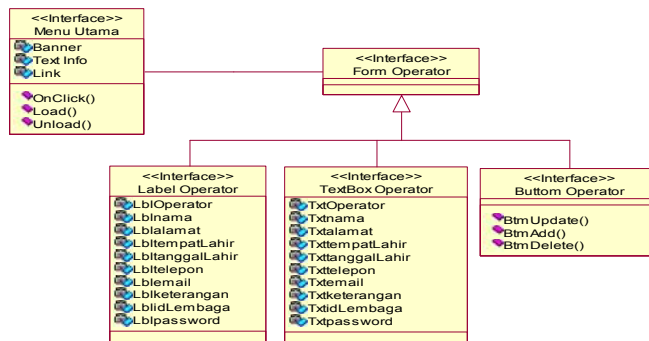 <<Interface>>
Menu Utama
Banner
Text Info
Link
OnClick()
Load()
Unload()
<<Interface>>
Form Operator
<<Interface>>
Label Operator
LblOperator
Lblnama
Lblalamat
LbltempatLahir
LbltanggalLahir
Lbltelepon
Lblemail
Lblketerangan
LblidLembaga
Lblpassword
<<Interface>>
TextBox Operator
TxtOperator
Txtnama
Txtalamat
TxttempatLahir
TxttanggalLahir
Txttelepon
Txtemail
Txtketerangan
TxtidLembaga
Txtpassword
<<Interface>>
Buttom Operator
BtmUpdate()
BtmAdd()
BtmDelete()